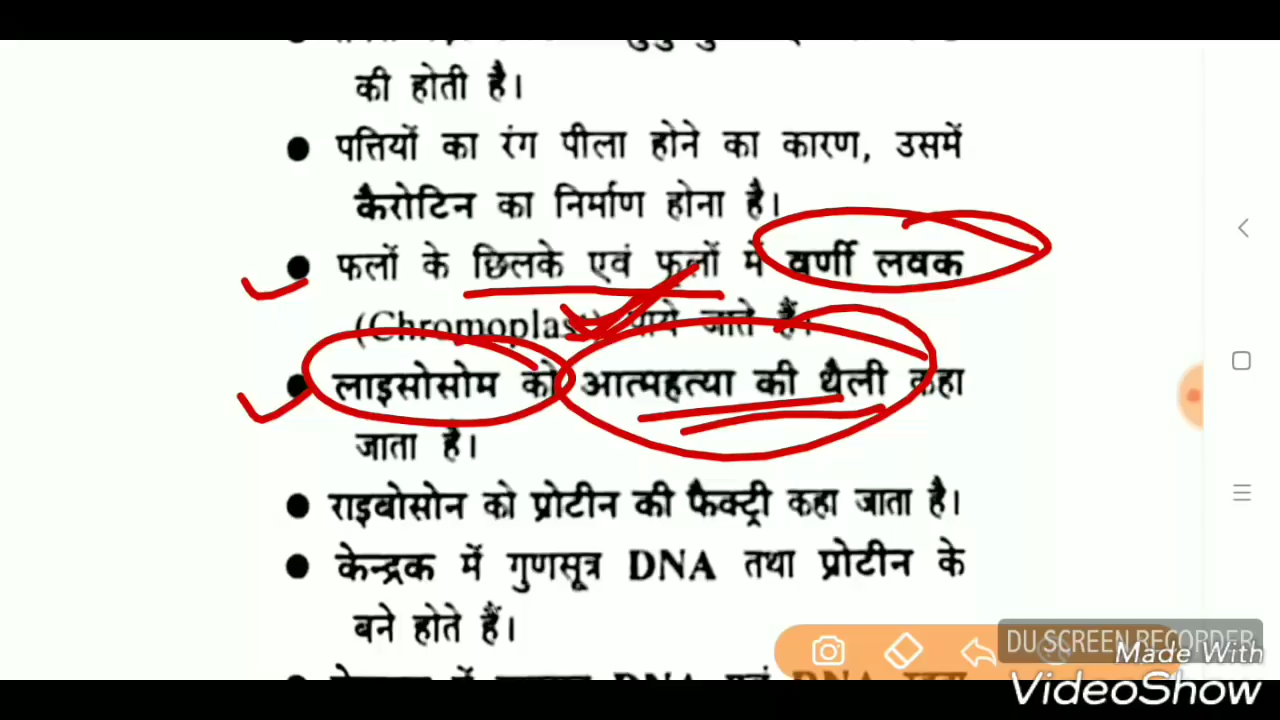 की होती है।
● पत्तियों का रंग पीला होने का कारण, उसमें
कैरोटिन का निर्माण होना है।
● फलों के छिलके एवं फूलों में वर्णी लवक
(Chromoplast) पाये जाते हैं।
● लाइसोसोम को आत्महत्या की थैली कहा
जाता है।
● राइबोसोन को प्रोटीन की फैक्ट्री कहा जाता है।
● केन्द्रक में गुणसूत्र DNA तथा प्रोटीन के
बने होते हैं।
DU SCREEN RECORDER
Made With
VideoShow